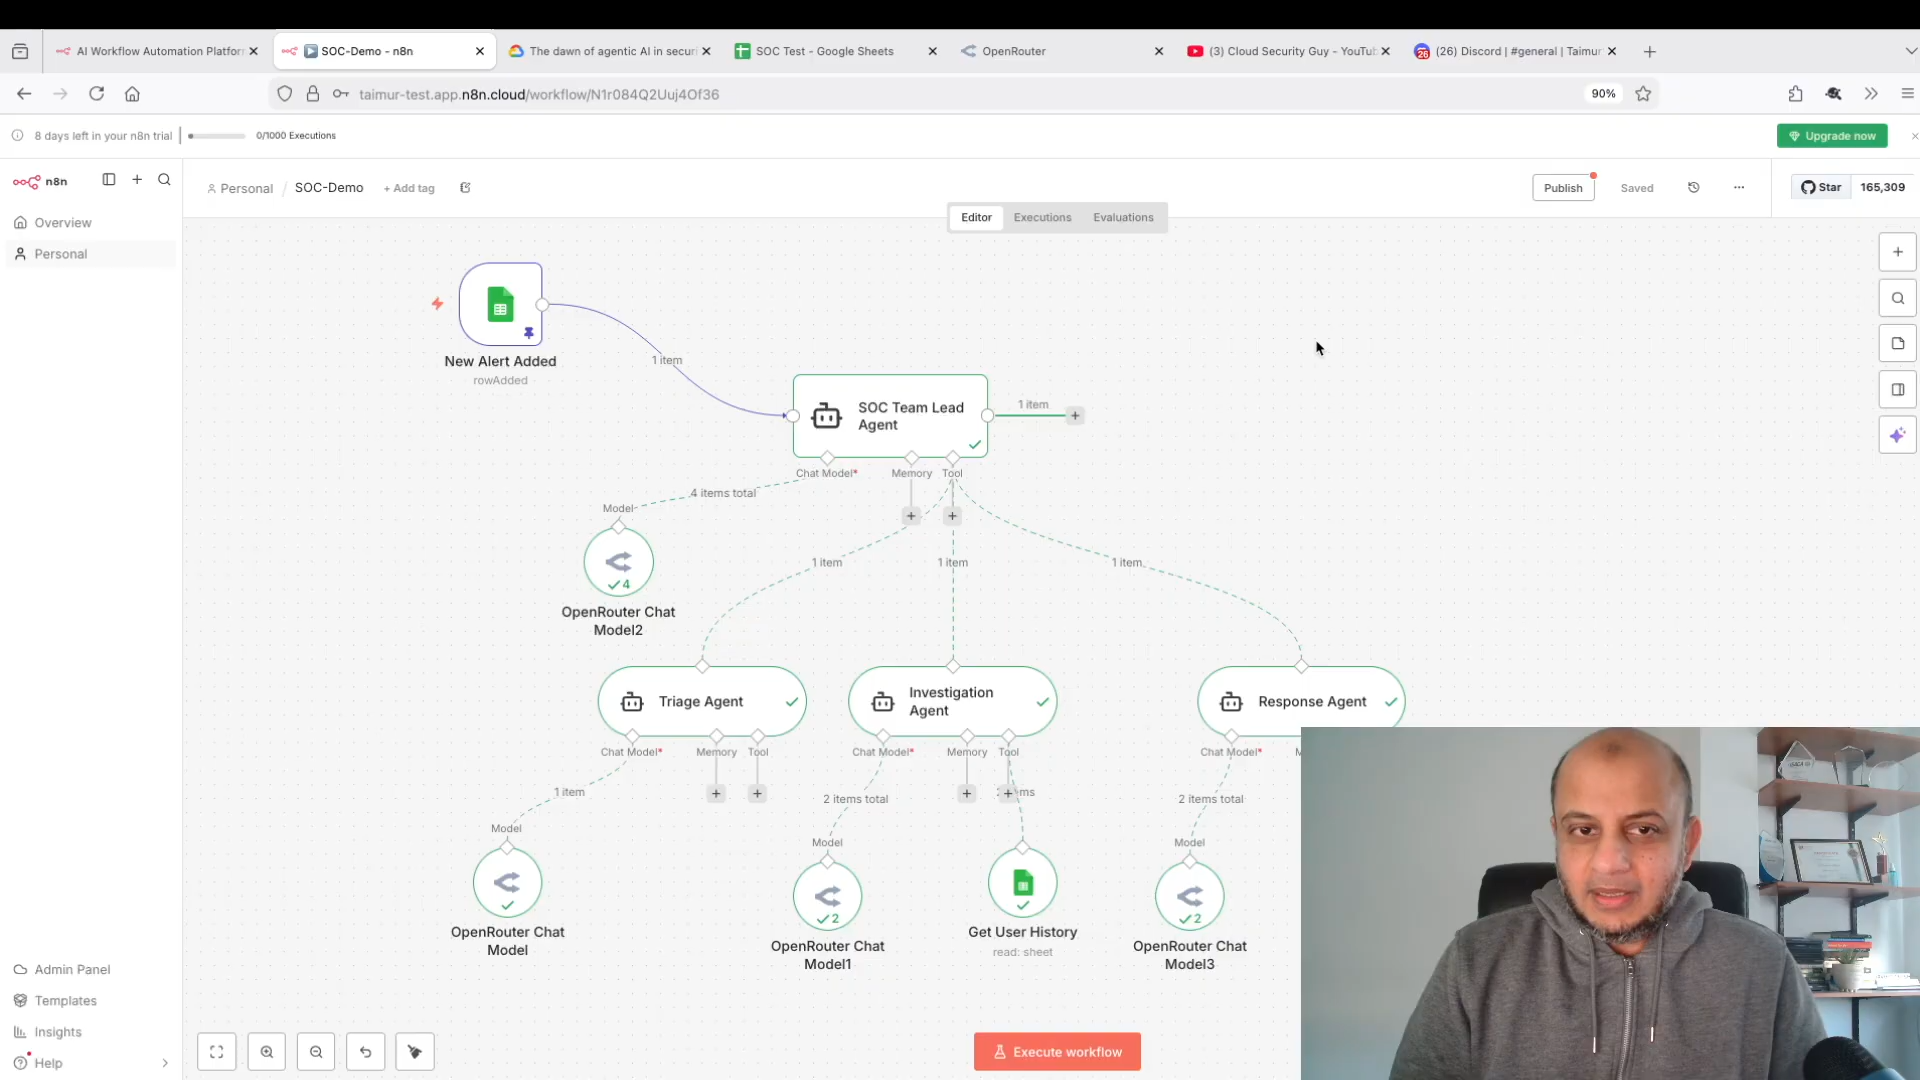 AI Workflow Automation Platfor
SOC-Demo - n8n
The dawn of agentic AI in securi
SOC Test - Google Sheets
OpenRouter
(3) Cloud Security Guy - YouTub
(26) Discord | #general | Taimur
taimur-test.app.n8n.cloud/workflow/N1r084Q2Uuj4Of36
90%
8 days left in your n8n trial
0/1000 Executions
Upgrade now
n8n
Personal / SOC-Demo
+ Add tag
Publish
Saved
Star
165,309
Overview
Personal
Editor
Executions
Evaluations
New Alert Added
rowAdded
1 item
SOC Team Lead
Agent
1 item
Chat Model*
Memory
Tool
4 items total
Model
4
OpenRouter Chat
Model2
1 item
1 item
1 item
Triage Agent
Investigation
Agent
Response Agent
Chat Model*
Memory
Tool
Chat Model*
Memory
Tool
Chat Model*
1 item
2 items total
2 items total
Model
Model
Model
2
2
OpenRouter Chat
Model
OpenRouter Chat
Model1
Get User History
read: sheet
OpenRouter Chat
Model3
Admin Panel
Templates
Insights
Help
Execute workflow